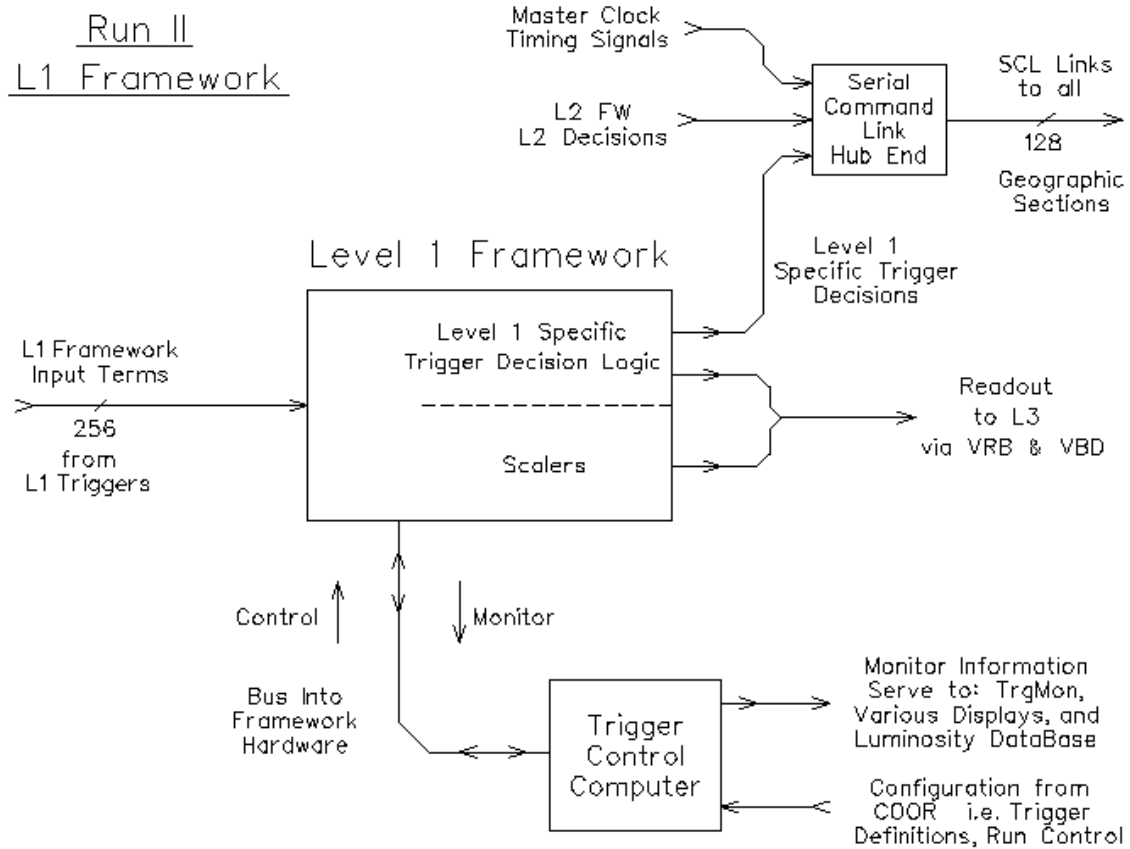 Run II
L1 Framework
Master Clock
Timing Signals
L2 FW
L2 Decisions
Serial
Command
Link
Hub End
SCL Links
to all
128
Geographic
Sections
Level 1
Specific Trigger
Decisions
Level 1 Framework
Level 1 Specific
Trigger Decision Logic
Scalers
L1 Framework
Input Terms
256
from
L1 Triggers
Readout
to L3
via VRB & VBD
Control
Monitor
Bus Into
Framework
Hardware
Trigger
Control
Computer
Monitor Information
Serve to: TrgMon,
Various Displays, and
Luminosity DataBase
Configuration from
COOR i.e. Trigger
Definitions, Run Control